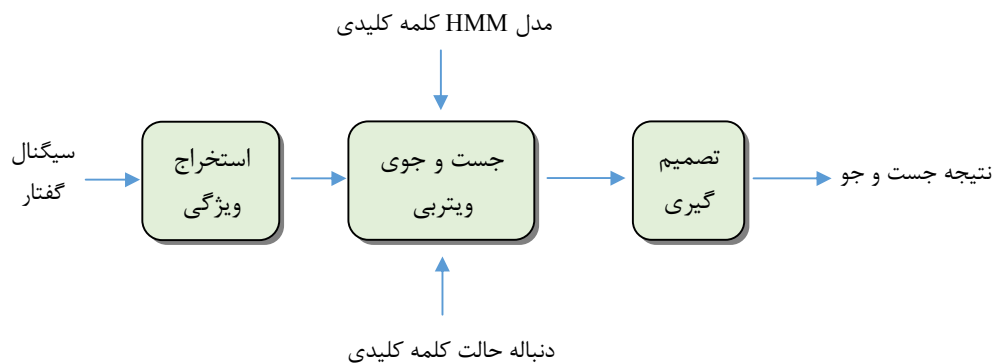 مدل HMM کلمه کلیدی
سیگنال
گفتار
استخراج
ویژگی
جست و جوی
ویتربی
تصمیم
گیری
نتیجه جست و جو
دنباله حالت کلمه کلیدی